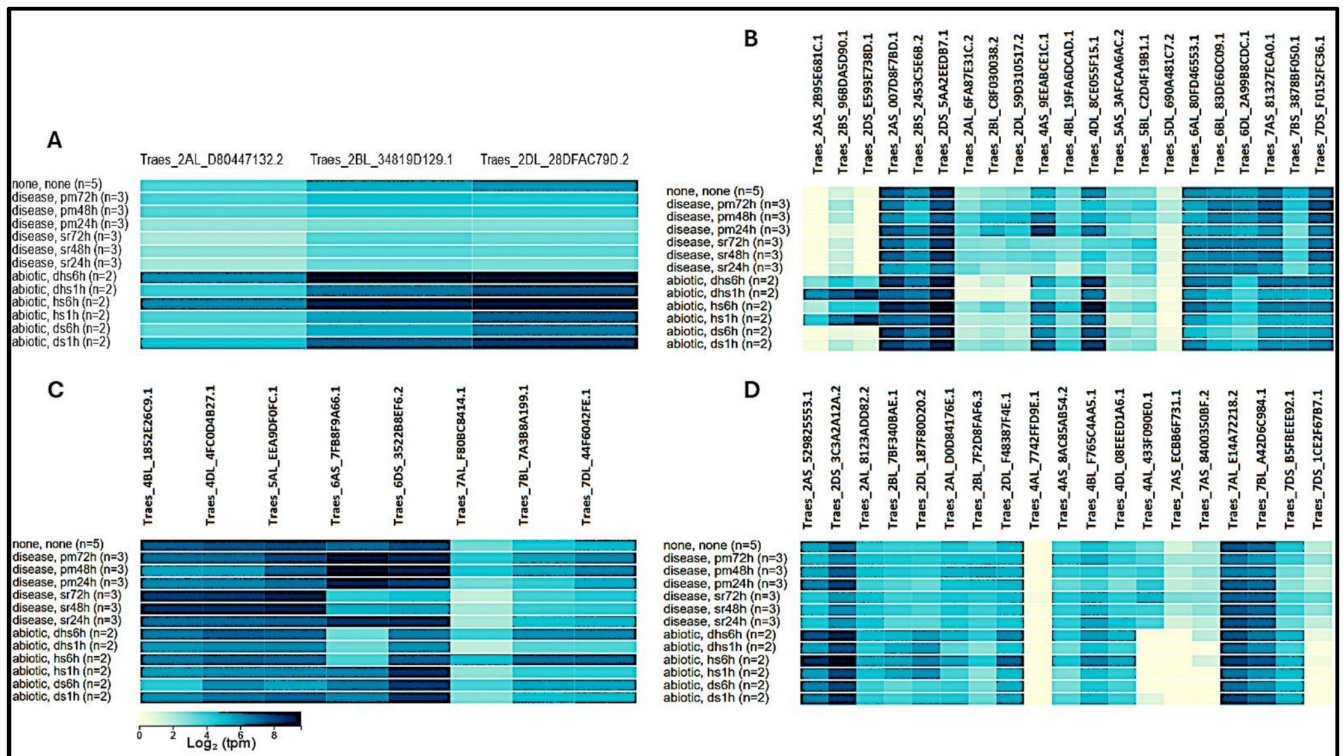 A
Traes_2AL_D80447132.2
Traes_2BL_34819D129.1
Traes_2DL_28DFAC79D.2
none, none (n=5)
disease, pm72h (n=3)
disease, pm48h (n=3)
disease, pm24h (n=3)
disease, sr72h (n=3)
disease, sr48h (n=3)
disease, sr24h (n=3)
abiotic, dhs6h (n=2)
abiotic, dhs1h (n=2)
abiotic, hs6h (n=2)
abiotic, hs1h (n=2)
abiotic, ds6h (n=2)
abiotic, ds1h (n=2)
B
Traes_2AS_2B95E681C.1
Traes_2BS_96BDA5D90.1
Traes_2DS_E593E738D.1
Traes_2AS_007D8F7BD.1
Traes_2BS_2453C5E6B.2
Traes_2DS_5AA2EEDB7.1
Traes_2AL_6FA87E31C.2
Traes_2BL_C8F030038.2
Traes_2DL_59D310517.2
Traes_4AS_9EEABCE1C.1
Traes_4BL_19FA6DCAD.1
Traes_4DL_8CE055F15.1
Traes_5AS_3AFCAA6AC.2
Traes_5BL_C2D4F19B1.1
Traes_5DL_690A481C7.2
Traes_6AL_80FD46553.1
Traes_6BL_83DE6DC09.1
Traes_6DL_2A99B8CDC.1
Traes_7AS_81327ECA0.1
Traes_7BS_3878BF050.1
Traes_7DS_F0152FC36.1
none, none (n=5)
disease, pm72h (n=3)
disease, pm48h (n=3)
disease, pm24h (n=3)
disease, sr72h (n=3)
disease, sr48h (n=3)
disease, sr24h (n=3)
abiotic, dhs6h (n=2)
abiotic, dhs1h (n=2)
abiotic, hs6h (n=2)
abiotic, hs1h (n=2)
abiotic, ds6h (n=2)
abiotic, ds1h (n=2)
C
Traes_4BL_1852E26C9.1
Traes_4DL_4FC0D4B27.1
Traes_5AL_EEA9DF0FC.1
Traes_6AS_7FB8F9A66.1
Traes_6DS_3522B8EF6.2
Traes_7AL_F80BC8414.1
Traes_7BL_7A3B8A199.1
Traes_7DL_44F6042FE.1
none, none (n=5)
disease, pm72h (n=3)
disease, pm48h (n=3)
disease, pm24h (n=3)
disease, sr72h (n=3)
disease, sr48h (n=3)
disease, sr24h (n=3)
abiotic, dhs6h (n=2)
abiotic, dhs1h (n=2)
abiotic, hs6h (n=2)
abiotic, hs1h (n=2)
abiotic, ds6h (n=2)
abiotic, ds1h (n=2)
0 2 4 6 8
Log₂ (tpm)
D
Traes_2AS_529825553.1
Traes_2DS_3C3A2A12A.2
Traes_2AL_8123ADD82.2
Traes_2BL_7BF340BAE.1
Traes_2DL_187F80D20.2
Traes_2AL_D0D84176E.1
Traes_2BL_7F2D8FAF6.3
Traes_2DL_F48387F4E.1
Traes_4AL_7742FFD9E.1
Traes_4AS_8AC85AB54.2
Traes_4BL_F765C4AA5.1
Traes_4DL_08EEED1A6.1
Traes_4AL_433F090E0.1
Traes_7AS_ECBB6F731.1
Traes_7AS_8400350BF.2
Traes_7AL_E14A72218.2
Traes_7BL_A42D6C984.1
Traes_7DS_B5FBEEE92.1
Traes_7DS_1CE2F67B7.1
none, none (n=5)
disease, pm72h (n=3)
disease, pm48h (n=3)
disease, pm24h (n=3)
disease, sr72h (n=3)
disease, sr48h (n=3)
disease, sr24h (n=3)
abiotic, dhs6h (n=2)
abiotic, dhs1h (n=2)
abiotic, hs6h (n=2)
abiotic, hs1h (n=2)
abiotic, ds6h (n=2)
abiotic, ds1h (n=2)